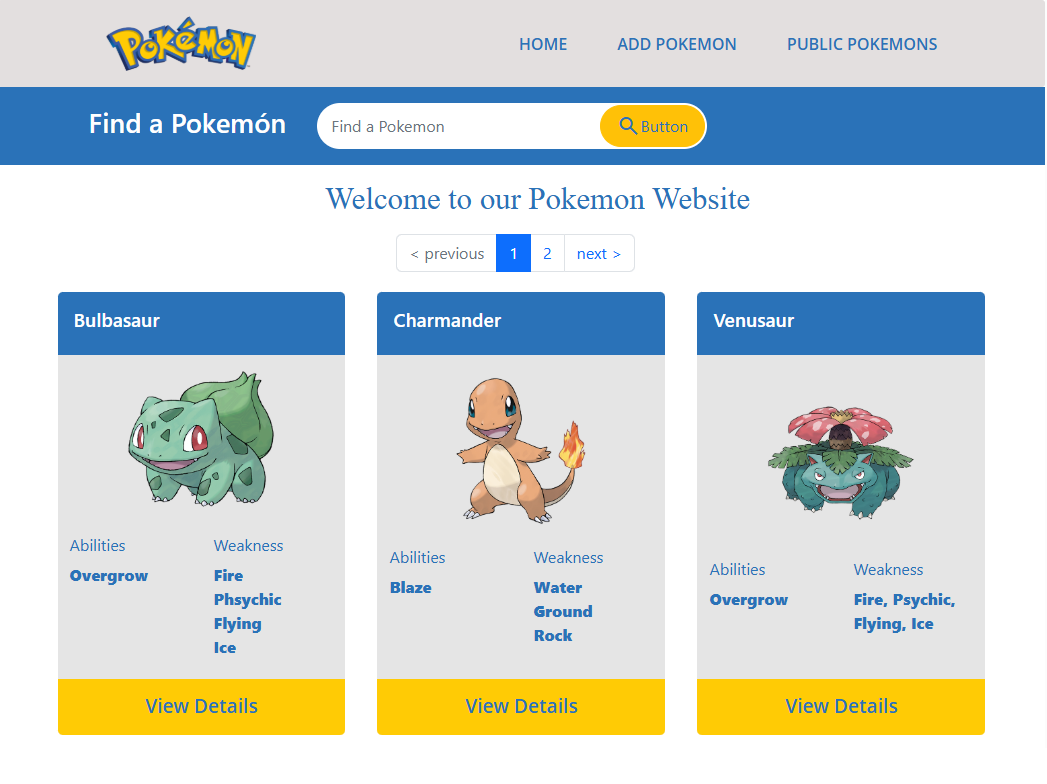 POKéMON
HOME ADD POKEMON PUBLIC POKEMONS
Find a Pokemón Find a Pokemon Button
Welcome to our Pokemon Website
< previous 1 2 next >
Bulbasaur
Abilities Weakness
Overgrow Fire
Phsychic
Flying
Ice
View Details
Charmander
Abilities Weakness
Blaze Water
Ground
Rock
View Details
Venusaur
Abilities Weakness
Overgrow Fire, Psychic,
Flying, Ice
View Details